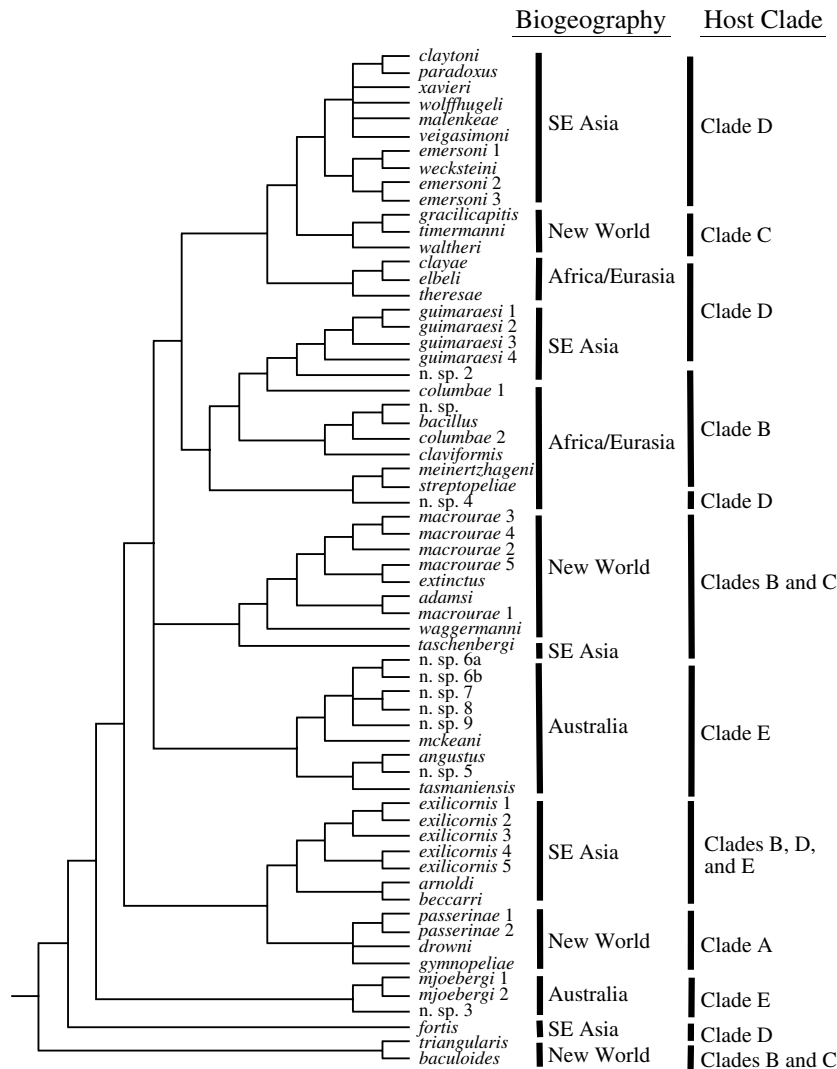 Biogeography Host Clade
claytoni
paradoxus
xavieri
wolffhugeli
malenkeae
veigasimoni
emersoni 1
wecksteini
emersoni 2
emersoni 3
SE Asia
Clade D
gracilicapitis
timermanni
waltheri
New World
Clade C
clayae
elbeli
theresae
Africa/Eurasia
guimaraesi 1
guimaraesi 2
guimaraesi 3
guimaraesi 4
n. sp. 2
SE Asia
Clade D
columbae 1
n. sp.
bacillus
columbae 2
claviformis
meinertzhageni
streptopeliae
n. sp. 4
Africa/Eurasia
Clade B
Clade D
macrourae 3
macrourae 4
macrourae 2
macrourae 5
extinctus
adamsi
macrourae 1
waggermanni
taschenbergi
New World
SE Asia
Clades B and C
n. sp. 6a
n. sp. 6b
n. sp. 7
n. sp. 8
n. sp. 9
mckeani
angustus
n. sp. 5
tasmaniensis
Australia
Clade E
exilicornis 1
exilicornis 2
exilicornis 3
exilicornis 4
exilicornis 5
arnoldi
beccarri
SE Asia
Clades B, D,
and E
passerinae 1
passerinae 2
drowni
gymnopeliae
New World
Clade A
mjoebergi 1
mjoebergi 2
n. sp. 3
Australia
Clade E
fortis
SE Asia
Clade D
triangularis
baculoides
New World
Clades B and C